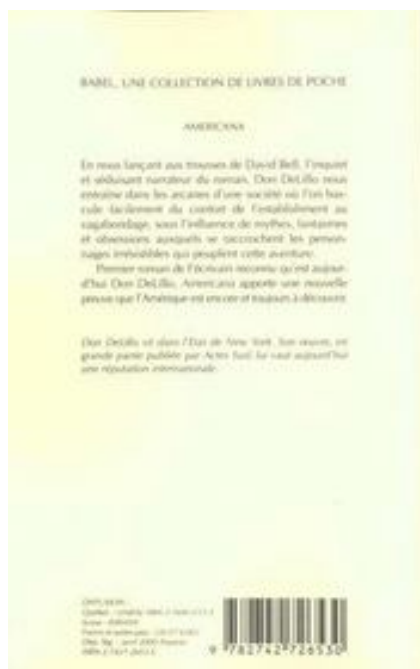 BABEL, UNE COLLECTION DE LIVRES DE POCHE
AMERICANA
En nous lançant aux trousses de David Bell, l'inquiet
et séduisant narrateur du roman, Don DeLillo nous
entraîne dans les arcanes d'une société où l'on bas-
cule facilement du confort de l'establishment au
vagabondage, sous l'influence de mythes, fantasmes
et obsessions auxquels se raccrochent les person-
nages irrésistibles qui peuplent cette aventure.
Premier roman de l'écrivain reconnu qu'est aujour-
d'hui Don DeLillo, Americana apporte une nouvelle
preuve que l'Amérique est encore et toujours à découvrir.
Don DeLillo vit dans l'Etat de New York. Son œuvre, en
grande partie publiée par Actes Sud, lui vaut aujourd'hui
une réputation internationale.
9 782742 726530